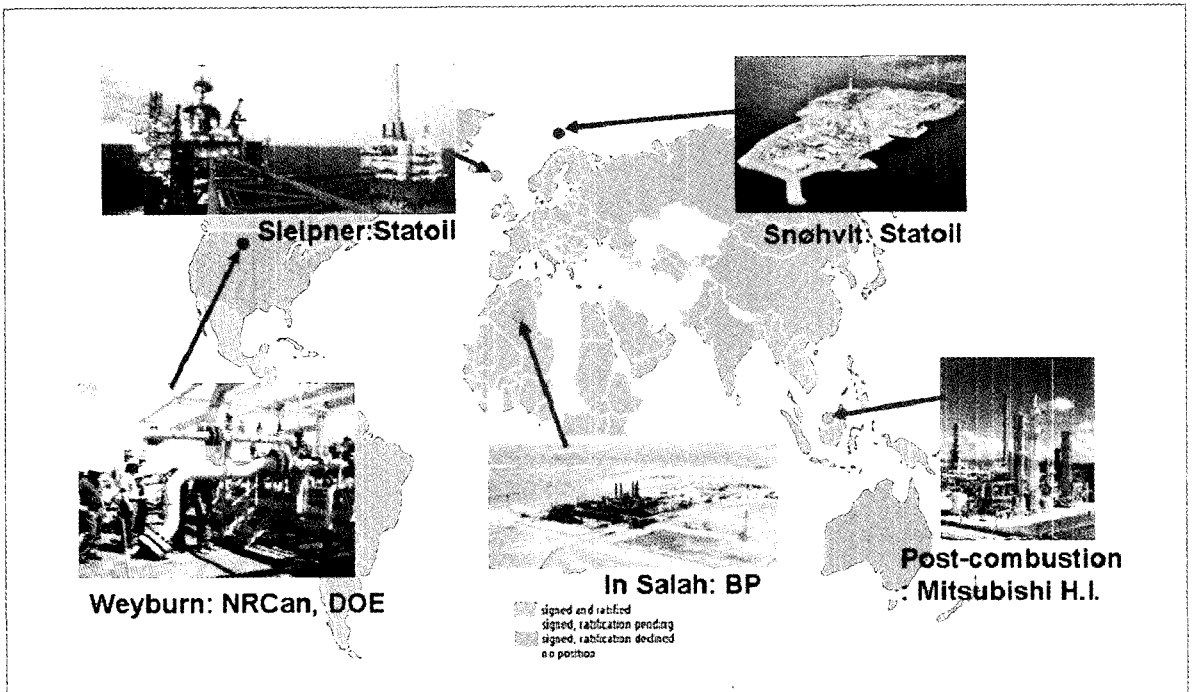 Sleipner:Statoil
Snøhvit: Statoil
Weyburn: NRCan, DOE
In Salah: BP
Post-combustion
: Mitsubishi H.I.
signed and ratified
signed, ratification pending
signed, ratification declined
no position